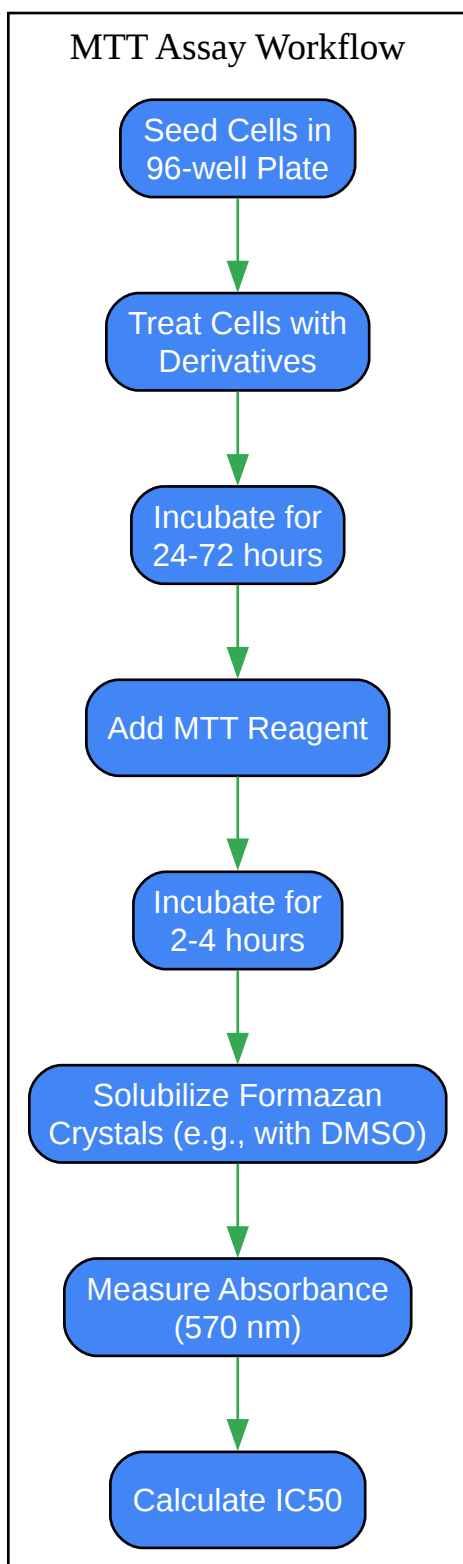 MTT Assay Workflow
Seed Cells in
96-well Plate
Treat Cells with
Derivatives
Incubate for
24-72 hours
Add MTT Reagent
Incubate for
2-4 hours
Solubilize Formazan
Crystals (e.g., with DMSO)
Measure Absorbance
(570 nm)
Calculate IC50